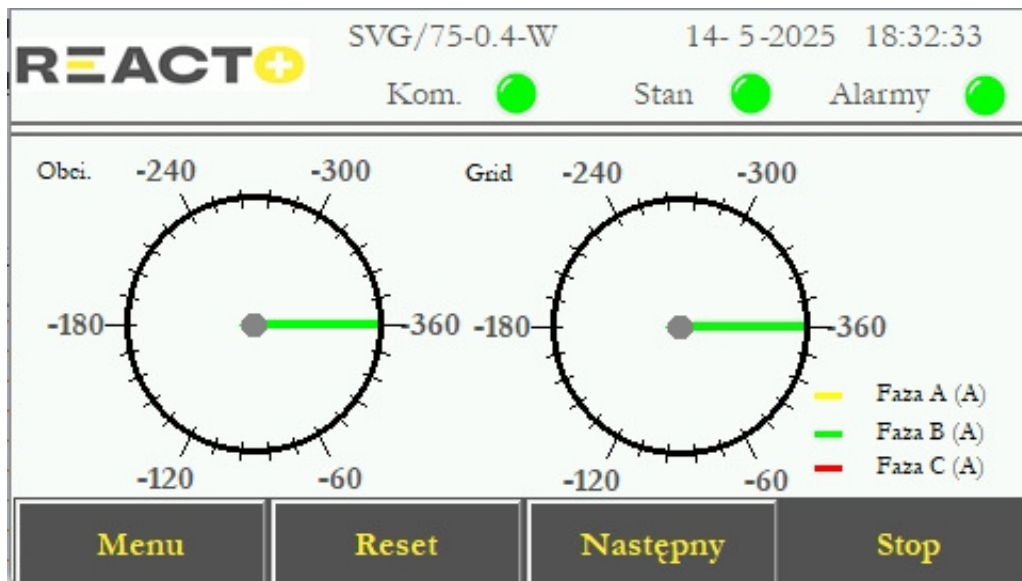 REACT+
SVG/75-0.4-W 14- 5-2025 18:32:33
Kom. Stan Alarmy
Obci. -240 -300 Grid -240 -300
-180 -360 -180 -360
Faza A (A)
Faza B (A)
Faza C (A)
-120 -60 -120 -60
Menu Reset Następny Stop